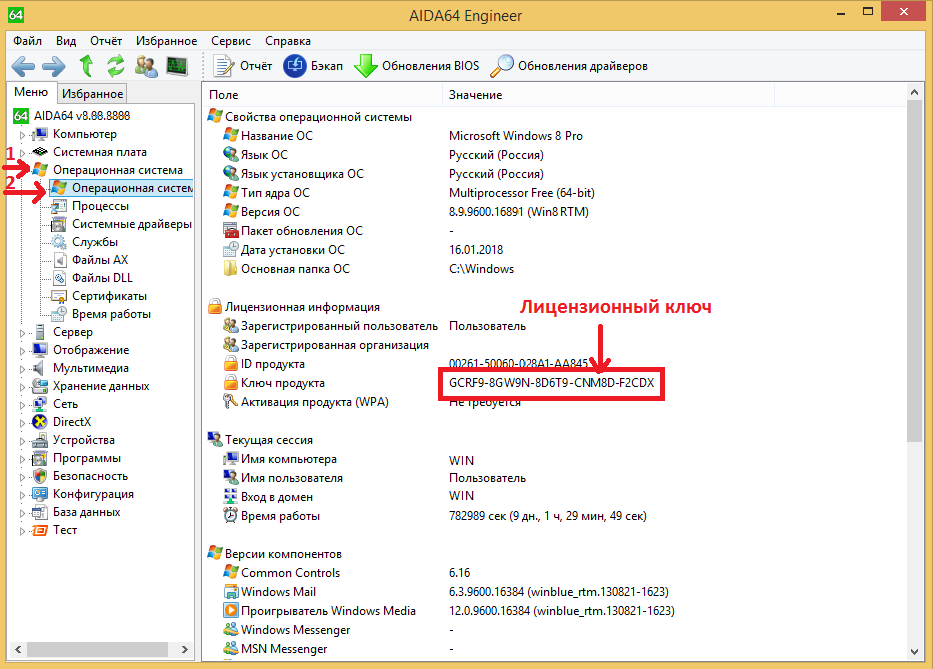 64
AIDA64 Engineer
Файл Вид Отчёт Избранное Сервис Справка
Отчёт Бэкап Обновления BIOS Обновления драйверов
Меню Избранное
64 AIDA64
Компьютер
Системная плата
1
Операционная система
2
Операционная систем
Процессы
Системные драйверы
Службы
Файлы AX
Файлы DLL
Сертификаты
Время работы
Сервер
Отображение
Мультимедиа
Хранение данных
Сеть
DirectX
Устройства
Программы
Безопасность
Конфигурация
База данных
Тест
Поле Значение
Свойства операционной системы
Название ОС Microsoft Windows 8 Pro
Язык ОС Русский (Россия)
Язык установщика ОС Русский (Россия)
Тип ядра ОС Multiprocessor Free (64-bit)
Версия ОС 8.9.9600.16891 (Win8 RTM)
Пакет обновления ОС -
Дата установки ОС 16.01.2018
Основная папка ОС C:\Windows
Лицензионная информация
Лицензионный ключ
Зарегистрированный пользователь Пользователь
Зарегистрированная организация
ID продукта 00261-50060-028A1-AA845
Ключ продукта GCRF9-8GW9N-8D6T9-CNM8D-F2CDX
Активация продукта (WPA) Не требуется
Текущая сессия
Имя компьютера WIN
Имя пользователя Пользователь
Вход в домен WIN
Время работы 782989 сек (9 дн., 1 ч, 29 мин, 49 сек)
Версии компонентов
Common Controls 6.16
Windows Mail 6.3.9600.16384 (winblue_rtm.130821-1623)
Проигрыватель Windows Media 12.0.9600.16384 (winblue_rtm.130821-1623)
Windows Messenger -
MSN Messenger -